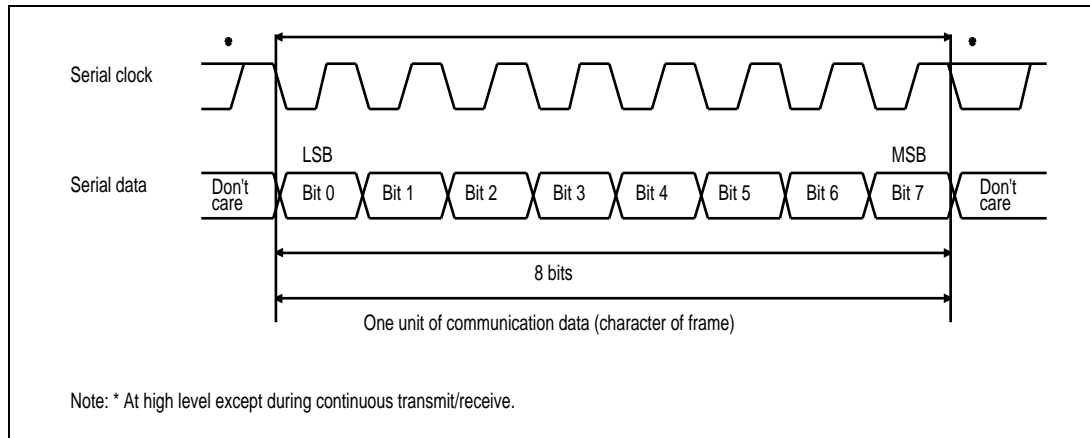 • •
Serial clock
LSB MSB
Serial data
Don't care Bit 0 Bit 1 Bit 2 Bit 3 Bit 4 Bit 5 Bit 6 Bit 7 Don't care
8 bits
One unit of communication data (character of frame)
Note: * At high level except during continuous transmit/receive.